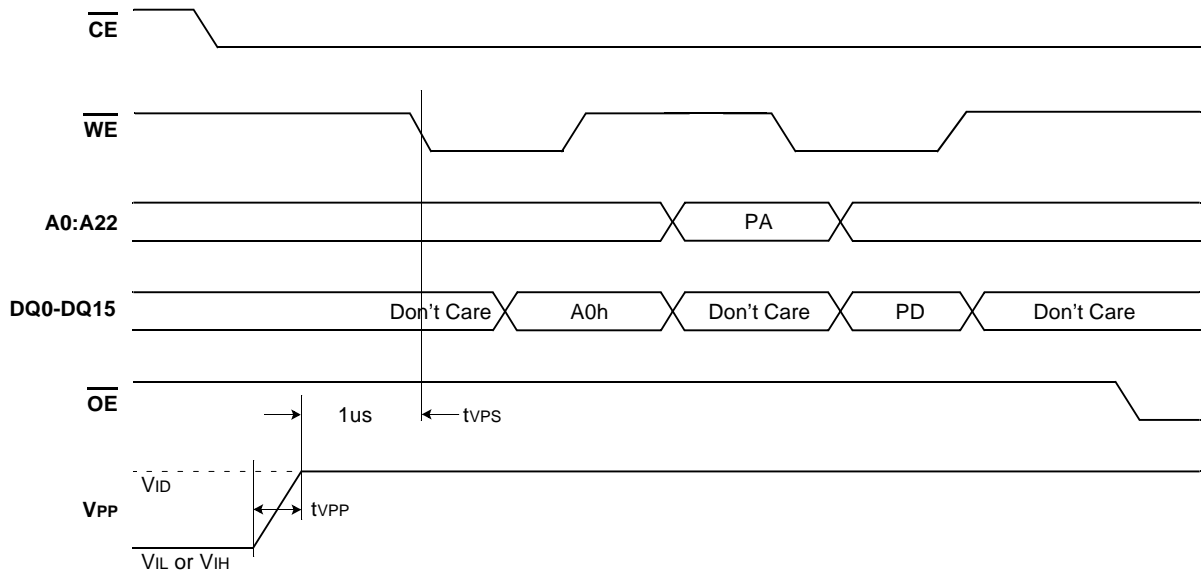 CE
WE
A0:A22
PA
DQ0-DQ15
Don't Care
A0h
Don't Care
PD
Don't Care
OE
1us
tVPS
VID
VPP
tVPP
VIL or VIH